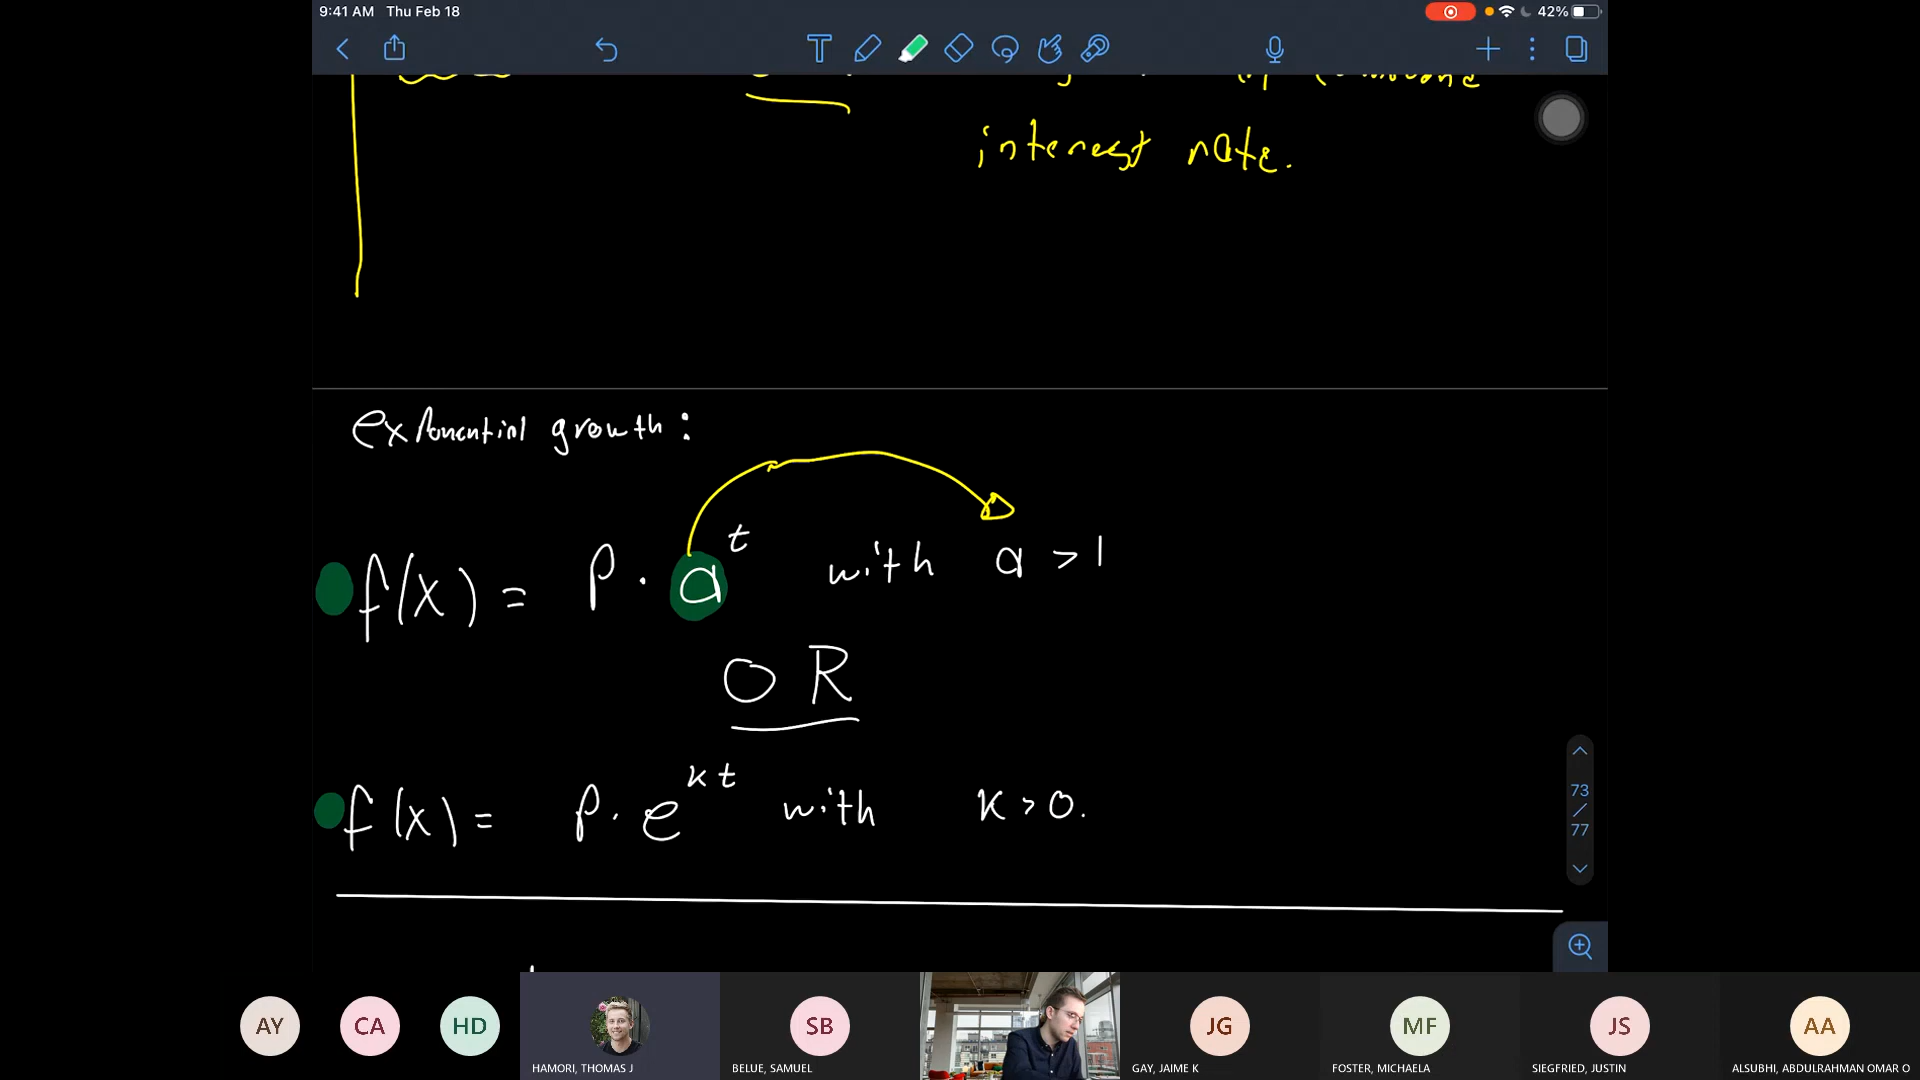 9:41 AM Thu Feb 18
42%
interest rate.
exponential growth:
f(x) = P · a^t with a > 1
OR
f(x) = P · e^kt with k > 0.
73
/
77
AY
CA
HD
SB
JG
MF
JS
AA
HAMORI, THOMAS J
BELUE, SAMUEL
GAY, JAIME K
FOSTER, MICHAELA
SIEGFRIED, JUSTIN
ALSUBHI, ABDULRAHMAN OMAR O